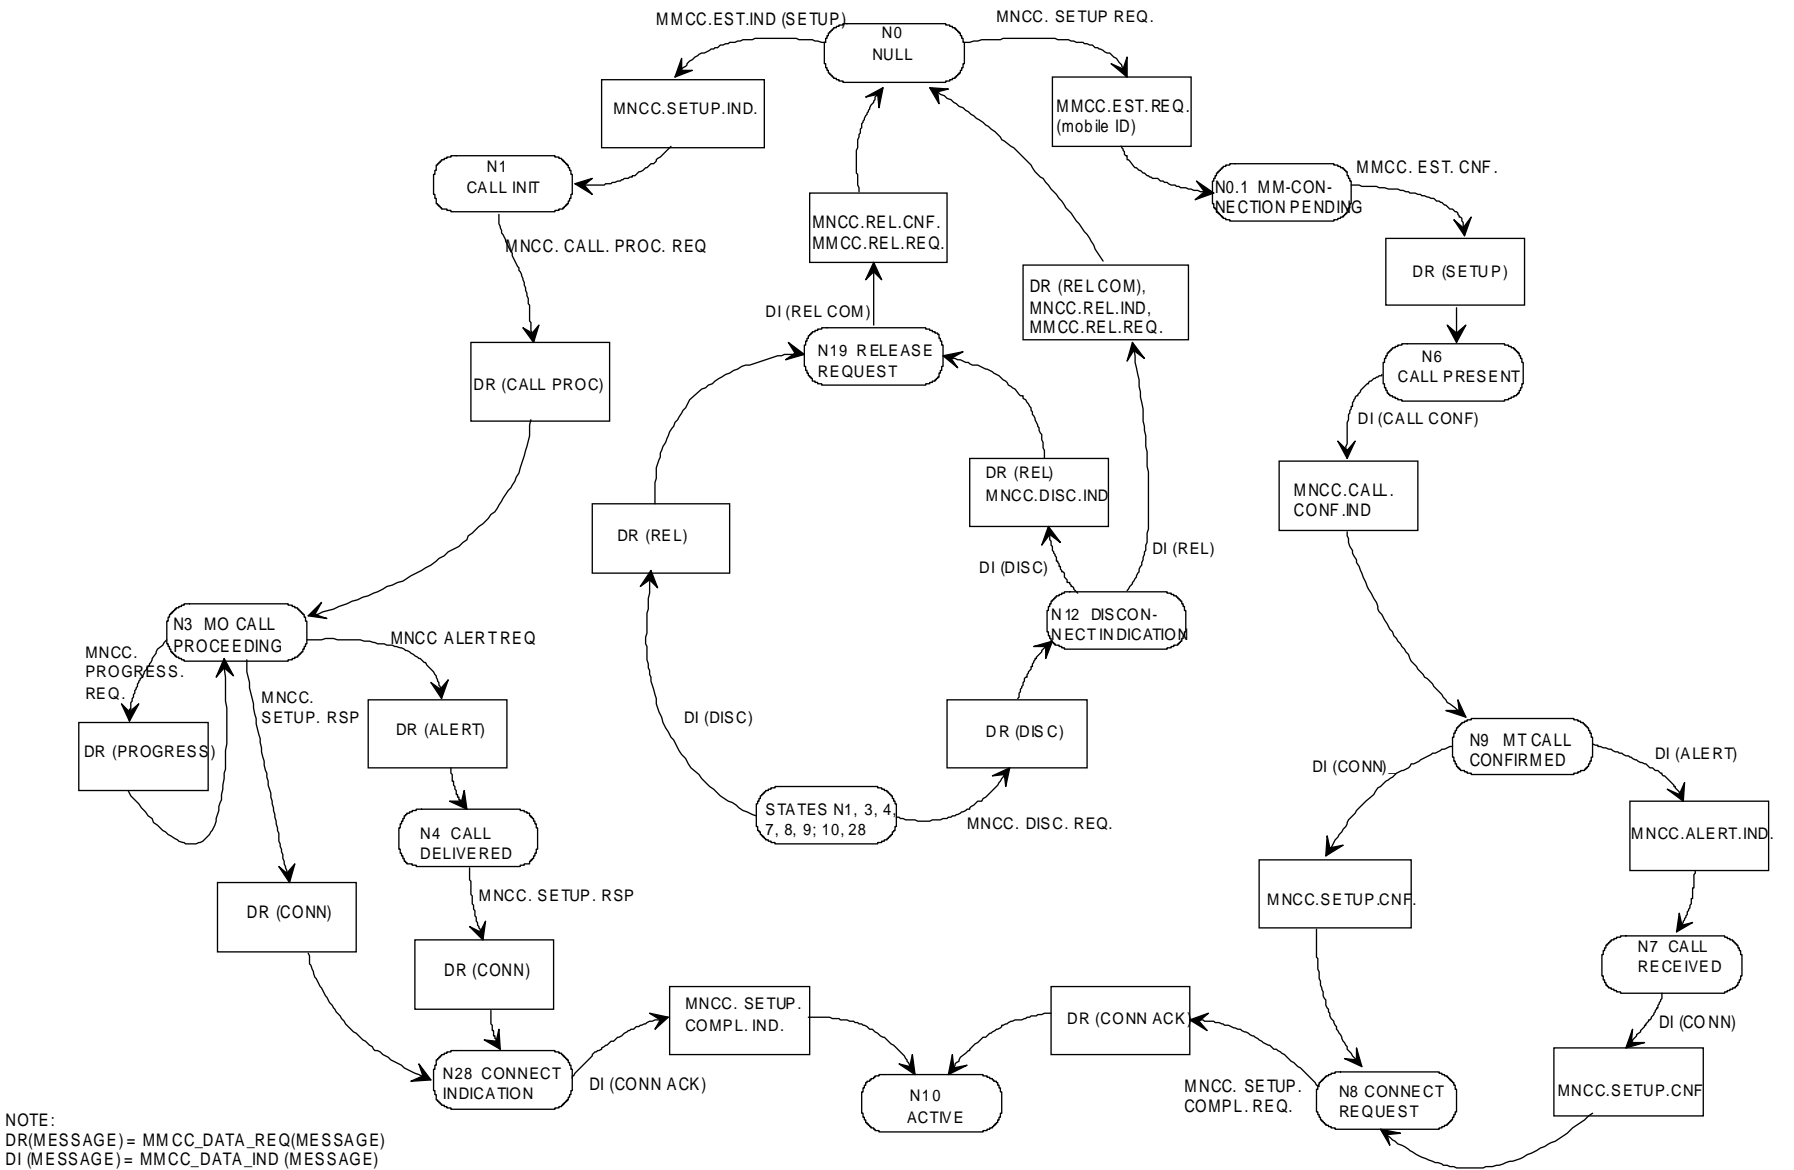 MMCC.EST.IND (SETUP)
N0
NULL
MNCC. SETUP REQ.
MNCC.SETUP.IND.
MMCC.EST.REQ.
(mobile ID)
N1
CALL INIT
MNCC. CALL. PROC. REQ
N0.1 MM-CON-
NECTION PENDING
MMCC. EST. CNF.
MNCC.REL.CNF.
MMCC.REL.REQ.
DR (SETUP)
DR (REL COM),
MNCC.REL.IND,
MMCC.REL.REQ.
DI (REL COM)
N19 RELEASE
REQUEST
DR (CALL PROC)
N6
CALL PRESENT
DI (CALL CONF)
DR (REL)
MNCC.DISC.IND
MNCC.CALL.
CONF.IND
DR (REL)
DI (DISC)
DI (REL)
N3 MO CALL
PROCEEDING
MNCC ALERT REQ
N12 DISCON-
NECT INDICATION
MNCC.
PROGRESS.
REQ.
MNCC.
SETUP. RSP
DR (PROGRESS)
DR (ALERT)
DI (DISC)
DR (DISC)
N9 MT CALL
CONFIRMED
DI (CONN)
DI (ALERT)
STATES N1, 3, 4,
7, 8, 9; 10, 28
MNCC. DISC. REQ.
N4 CALL
DELIVERED
MNCC.ALERT.IND.
MNCC. SETUP. RSP
MNCC.SETUP.CNF.
DR (CONN)
DR (CONN)
N7 CALL
RECEIVED
MNCC. SETUP.
COMPL. IND.
DR (CONN ACK)
DI (CONN)
N28 CONNECT
INDICATION
DI (CONN ACK)
N10
ACTIVE
MNCC. SETUP.
COMPL. REQ.
N8 CONNECT
REQUEST
MNCC.SETUP.CNF
NOTE:
DR(MESSAGE) = MMCC_DATA_REQ(MESSAGE)
DI (MESSAGE) = MMCC_DATA_IND (MESSAGE)